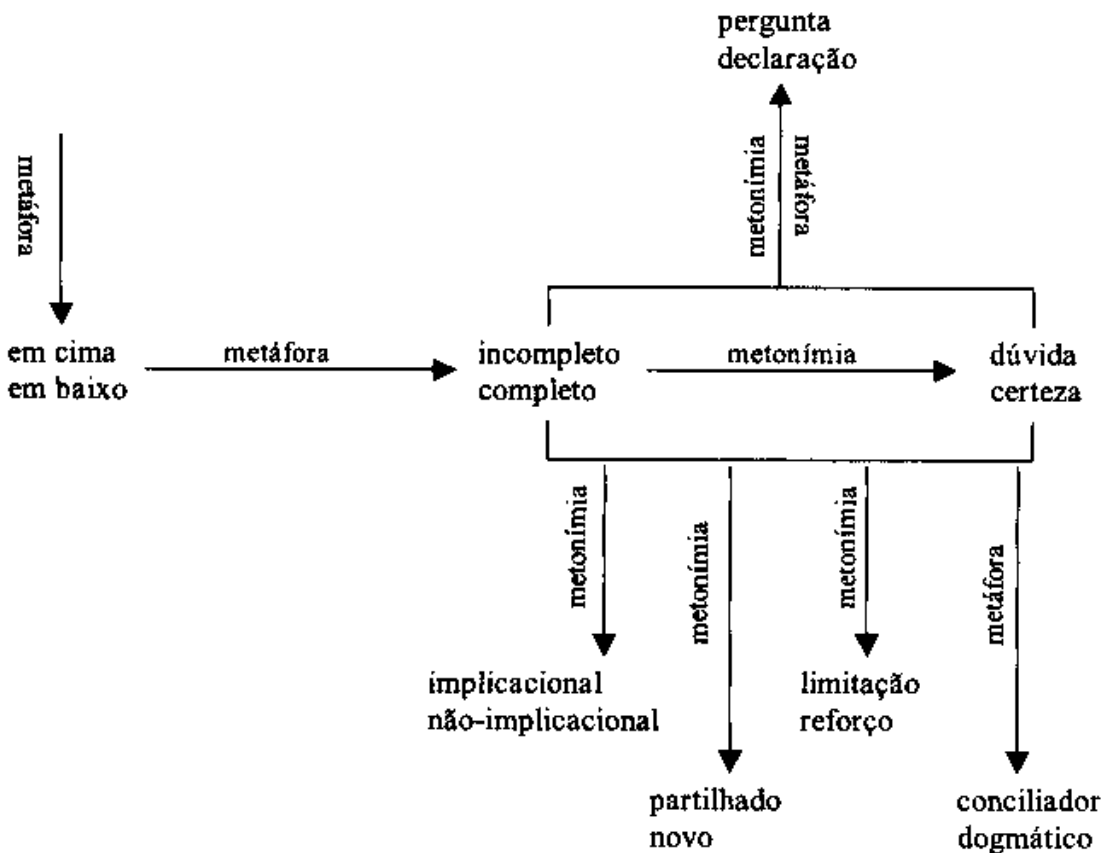 pergunta
declaração
metáfora
metonímia
metáfora
em cima
em baixo
metáfora
incompleto
completo
metonímia
dúvida
certeza
metonímia
metonímia
metonímia
metáfora
implicacional
não-implicacional
limitação
reforço
partilhado
novo
conciliador
dogmático